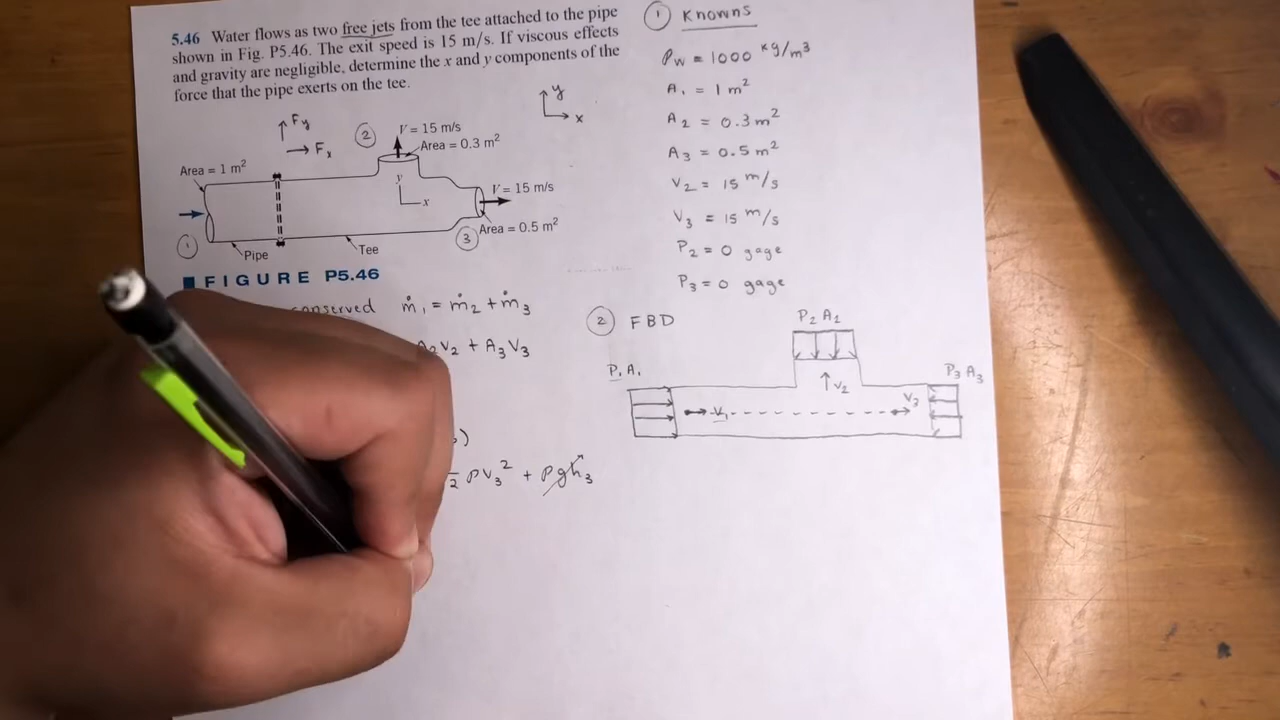 5.46 Water flows as two free jets from the tee attached to the pipe
shown in Fig. P5.46. The exit speed is 15 m/s. If viscous effects
and gravity are negligible, determine the x and y components of the
force that the pipe exerts on the tee.
y
x
Fy
Fx
②
V = 15 m/s
Area = 0.3 m²
Area = 1 m²
y
x
V = 15 m/s
Area = 0.5 m²
①
③
Pipe
Tee
FIGURE P5.46
ṁ₁ = ṁ₂ + ṁ₃
A₂V₂ + A₃V₃
½ ρV₃² + ρgh₃
① Knowns
ρw = 1000 kg/m³
A₁ = 1 m²
A₂ = 0.3 m²
A₃ = 0.5 m²
V₂ = 15 m/s
V₃ = 15 m/s
P₂ = 0 gage
P₃ = 0 gage
② FBD
P₂ A₂
P₁ A₁
P₃ A₃
V₂
V₁
V₃